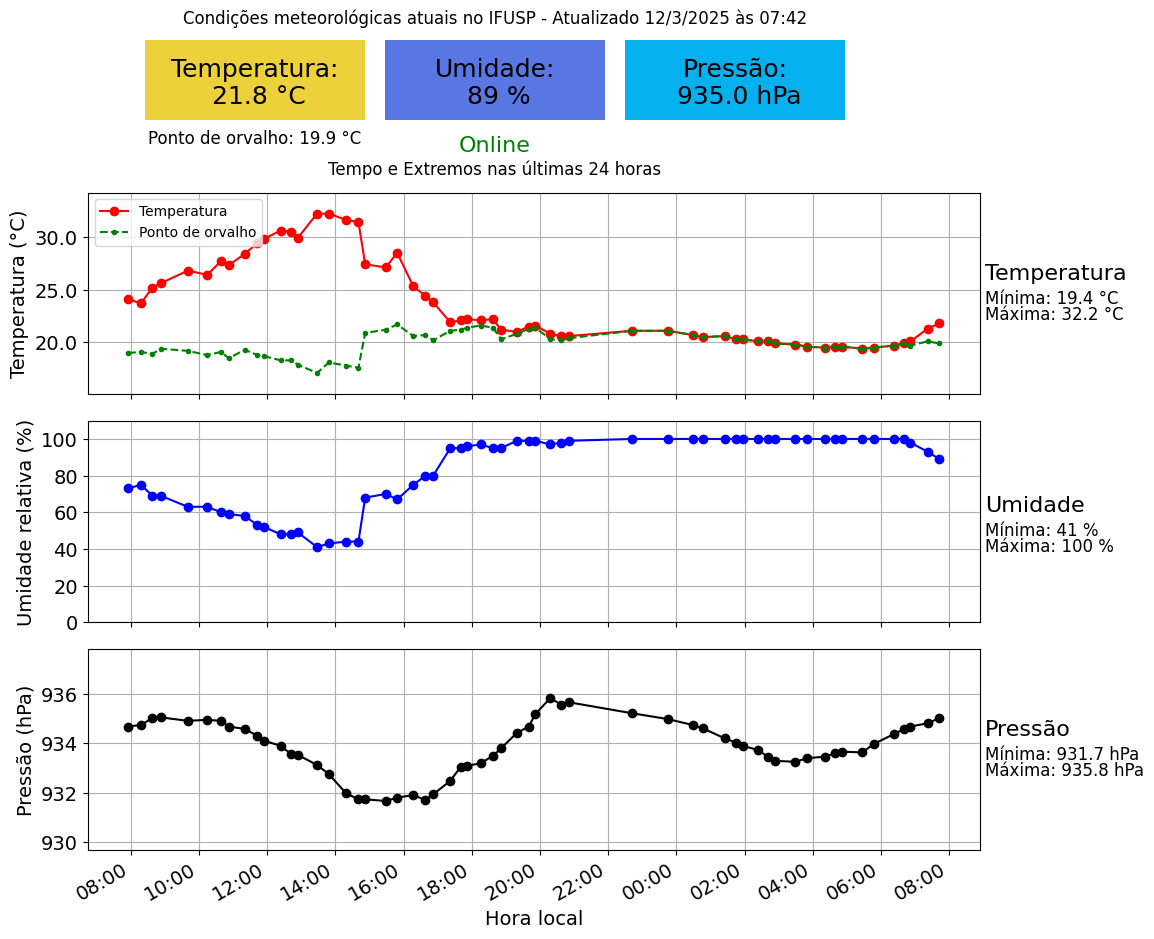 Condições meteorológicas atuais no IFUSP - Atualizado 12/3/2025 às 07:42
Temperatura:
21.8 °C
Umidade:
89 %
Pressão:
935.0 hPa
Ponto de orvalho: 19.9 °C
Online
Tempo e Extremos nas últimas 24 horas
Temperatura (°C)
30.0
25.0
20.0
Temperatura
Ponto de orvalho
Temperatura
Mínima: 19.4 °C
Máxima: 32.2 °C
Umidade relativa (%)
100
80
60
40
20
0
Umidade
Mínima: 41 %
Máxima: 100 %
Pressão (hPa)
936
934
932
930
Pressão
Mínima: 931.7 hPa
Máxima: 935.8 hPa
08:00 10:00 12:00 14:00 16:00 18:00 20:00 22:00 00:00 02:00 04:00 06:00 08:00
Hora local